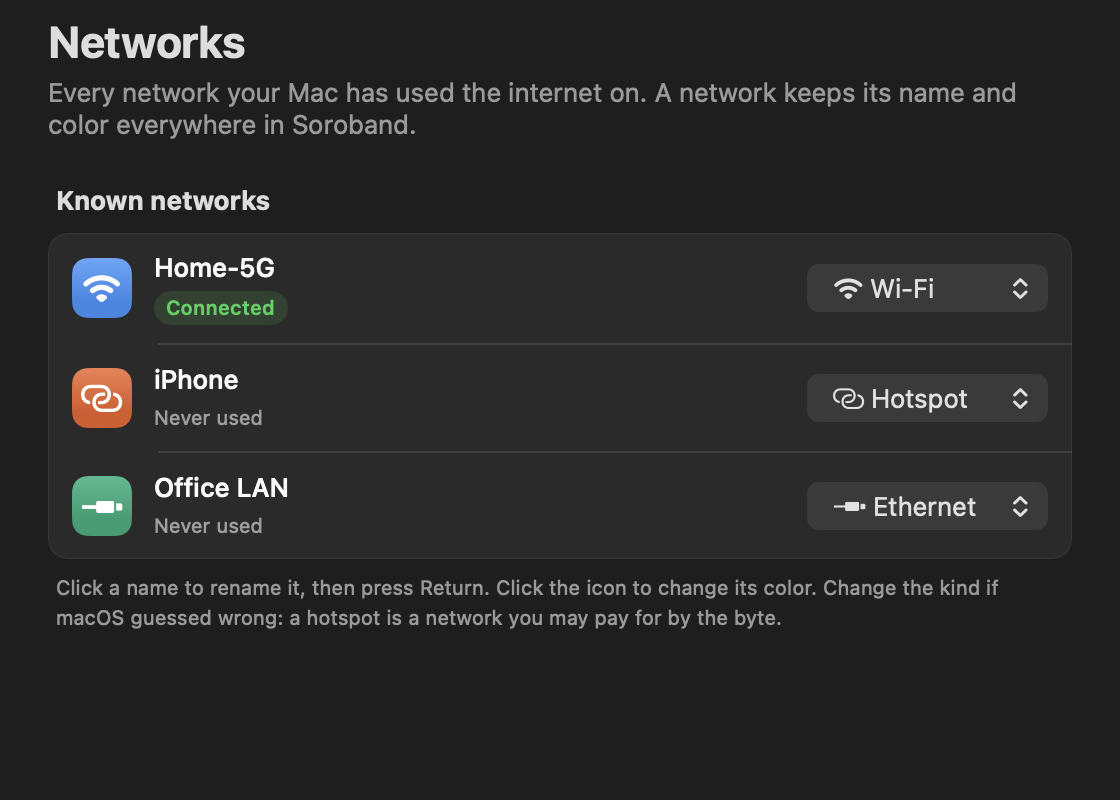 Networks
Every network your Mac has used the internet on. A network keeps its name and
color everywhere in Soroband.
Known networks
Home-5G
Connected
Wi-Fi
iPhone
Never used
Hotspot
Office LAN
Never used
Ethernet
Click a name to rename it, then press Return. Click the icon to change its color. Change the kind if
macOS guessed wrong: a hotspot is a network you may pay for by the byte.